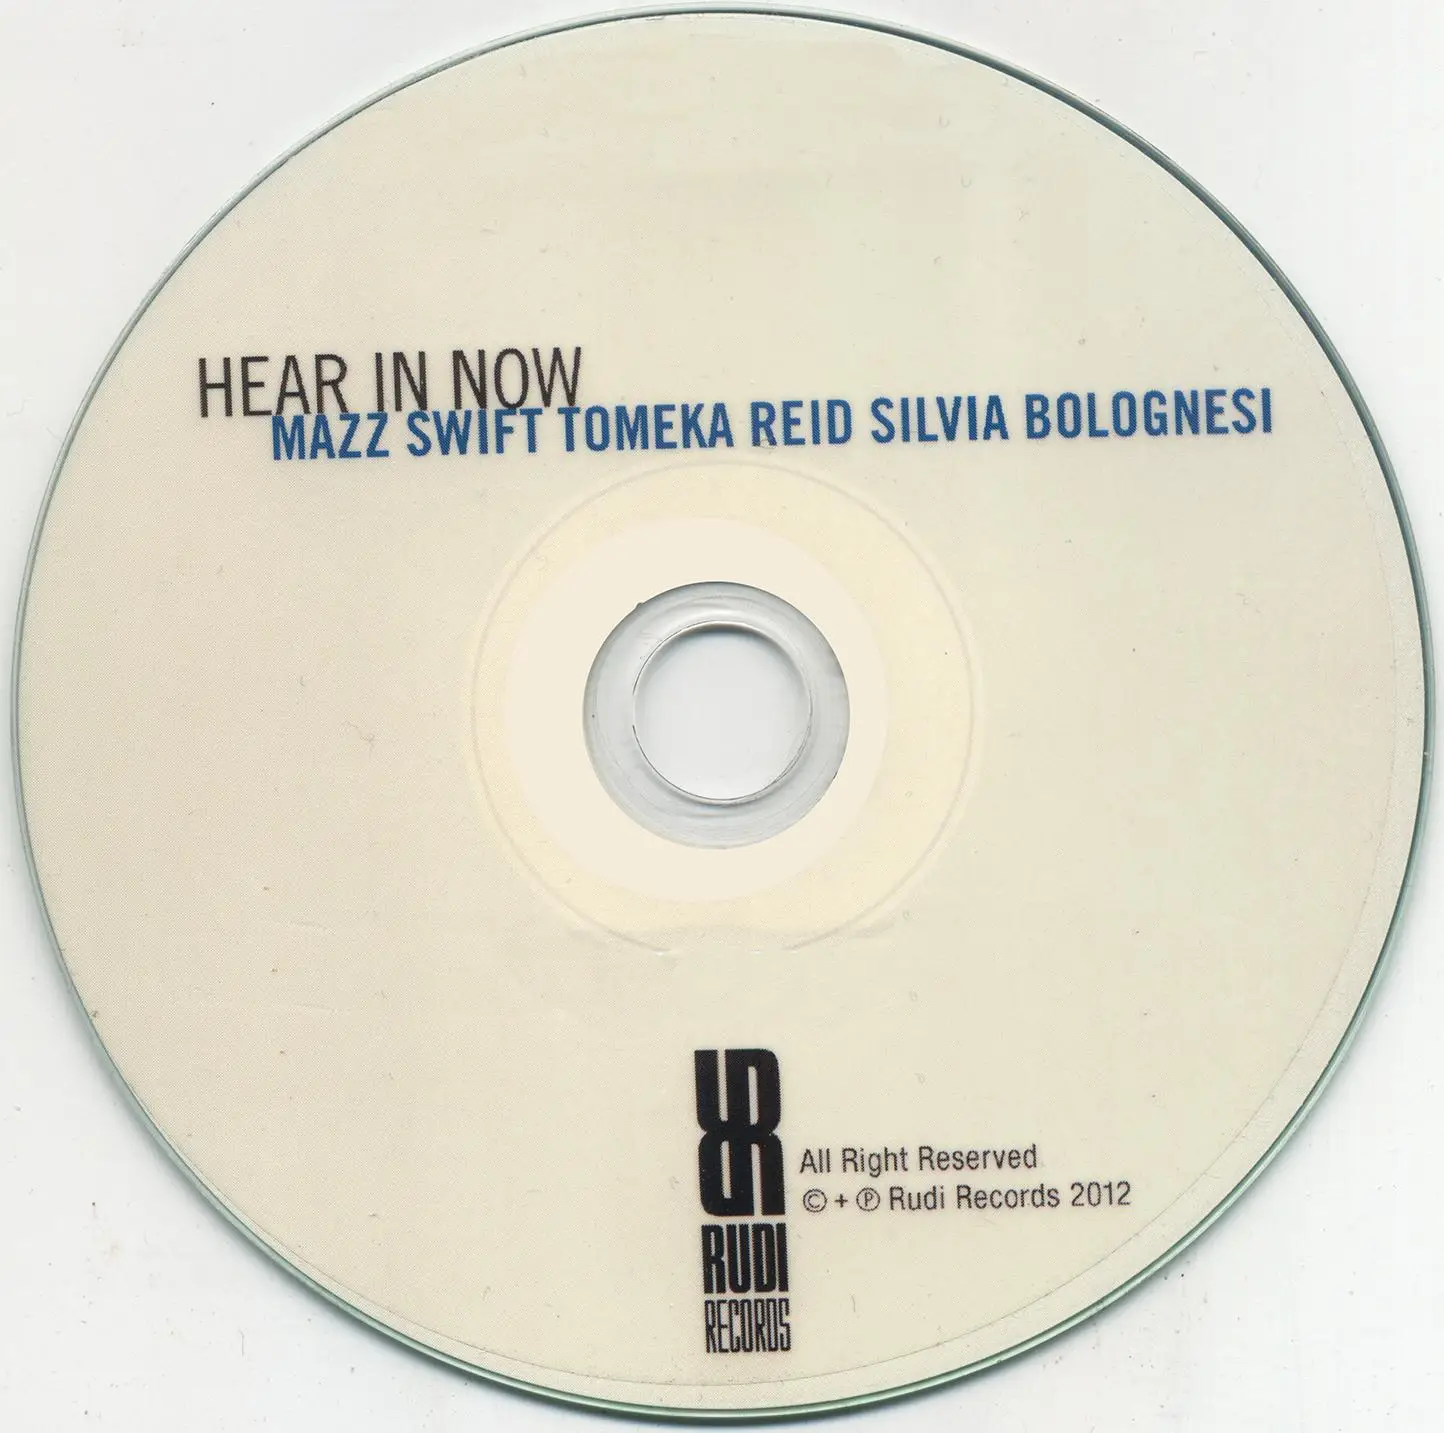 HEAR IN NOW
MAZZ SWIFT TOMEKA REID SILVIA BOLOGNESI
All Right Reserved
© + ℗ Rudi Records 2012
RUDI
RECORDS